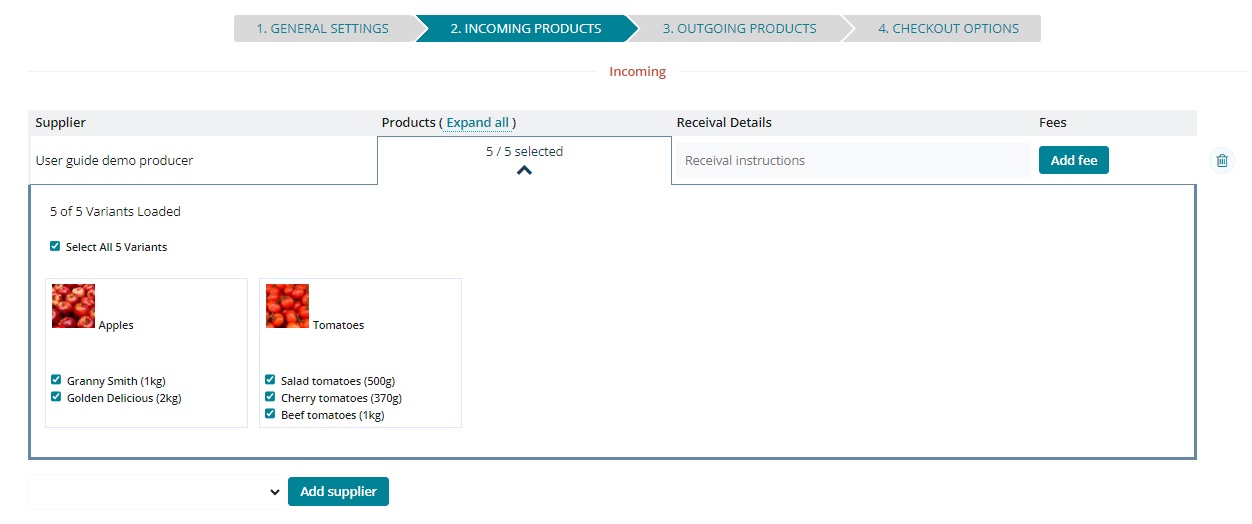 1. GENERAL SETTINGS 2. INCOMING PRODUCTS 3. OUTGOING PRODUCTS 4. CHECKOUT OPTIONS
Incoming
Supplier Products ( Expand all ) Receival Details Fees
User guide demo producer 5 / 5 selected Receival instructions Add fee
5 of 5 Variants Loaded
Select All 5 Variants
Apples Tomatoes
Granny Smith (1kg) Salad tomatoes (500g)
Golden Delicious (2kg) Cherry tomatoes (370g)
Beef tomatoes (1kg)
Add supplier